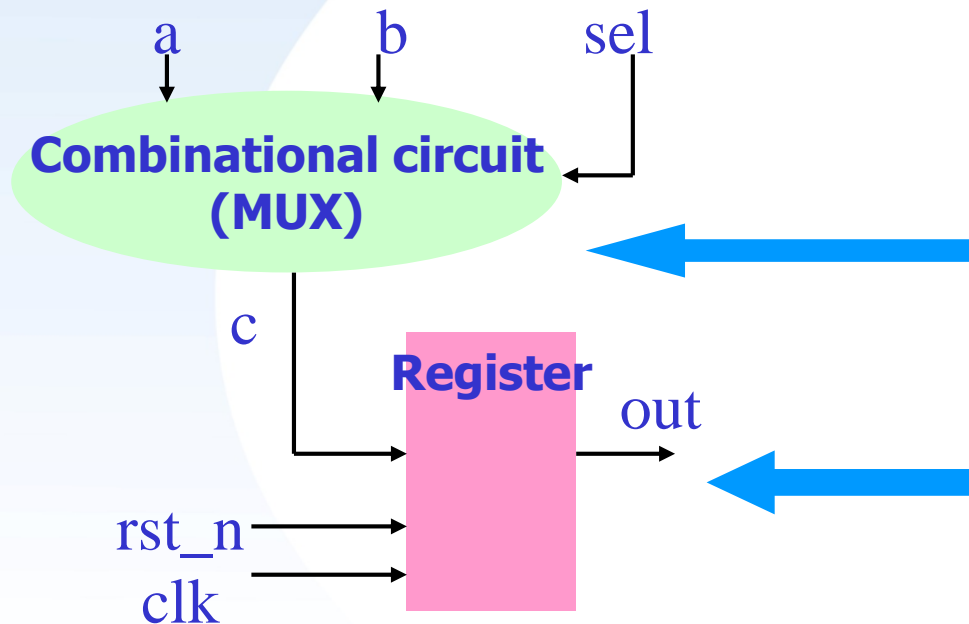 a
b
sel
Combinational circuit
(MUX)
c
Register
out
rst_n
clk